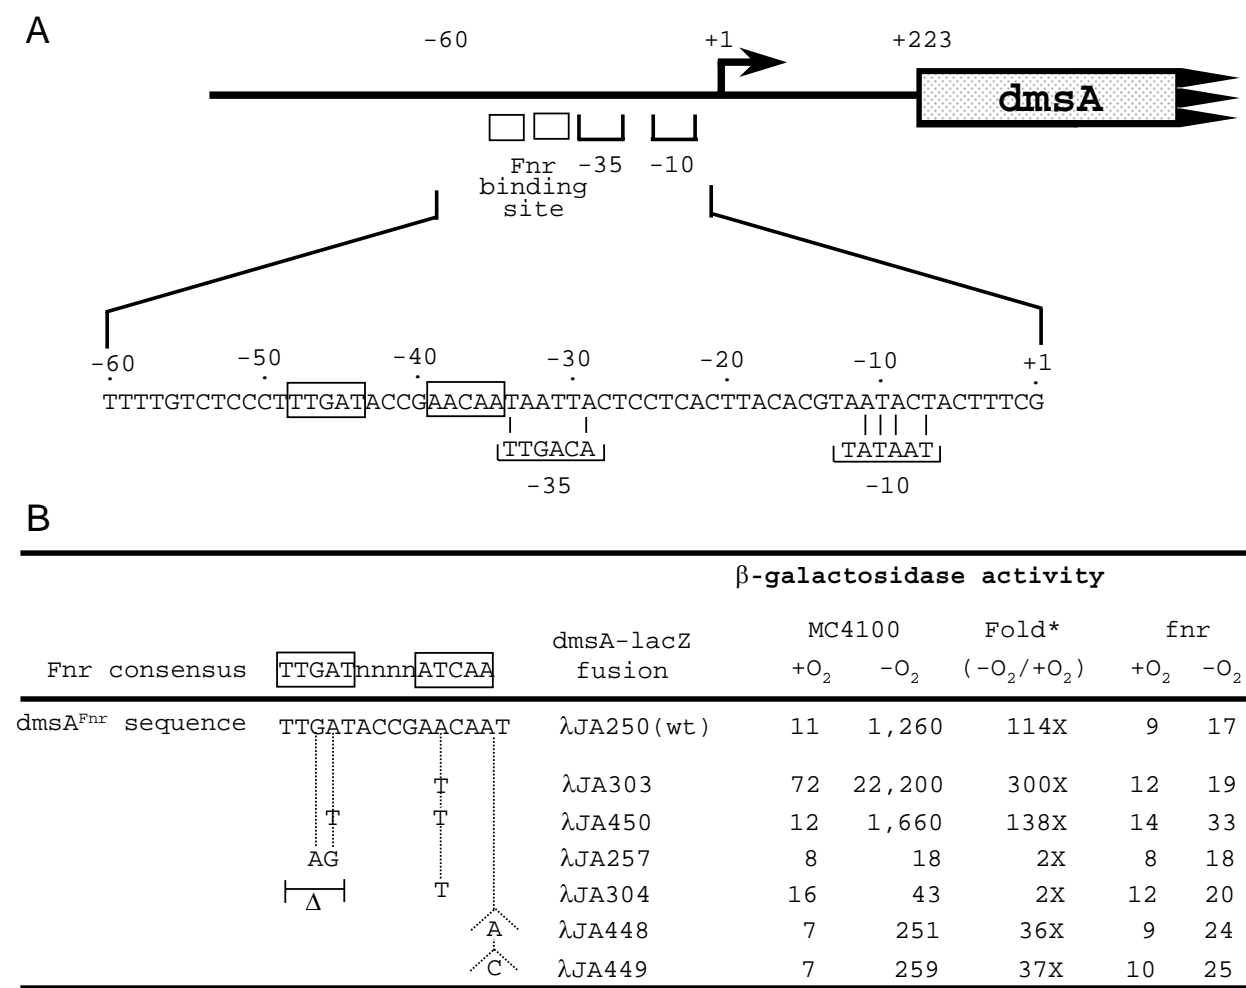 A
-60 +1 +223
dmsA
Fnr -35 -10
binding
site
-60 -50 -40 -30 -20 -10 +1
TTTTGTCTCCCTTTGATACCGAACAATAATTACTCCTCACTTACACGTAATACTACTTTCG
TTGACA TATAAT
-35 -10
B
β-galactosidase activity
dmsA-lacZ MC4100 Fold* fnr
Fnr consensus TTGATnnnnATCAA fusion +O₂ -O₂ (-O₂/+O₂) +O₂ -O₂
dmsAFnr sequence TTGATACCGAACAAT λJA250(wt) 11 1,260 114X 9 17
T λJA303 72 22,200 300X 12 19
T T λJA450 12 1,660 138X 14 33
AG λJA257 8 18 2X 8 18
Δ T λJA304 16 43 2X 12 20
A λJA448 7 251 36X 9 24
C λJA449 7 259 37X 10 25